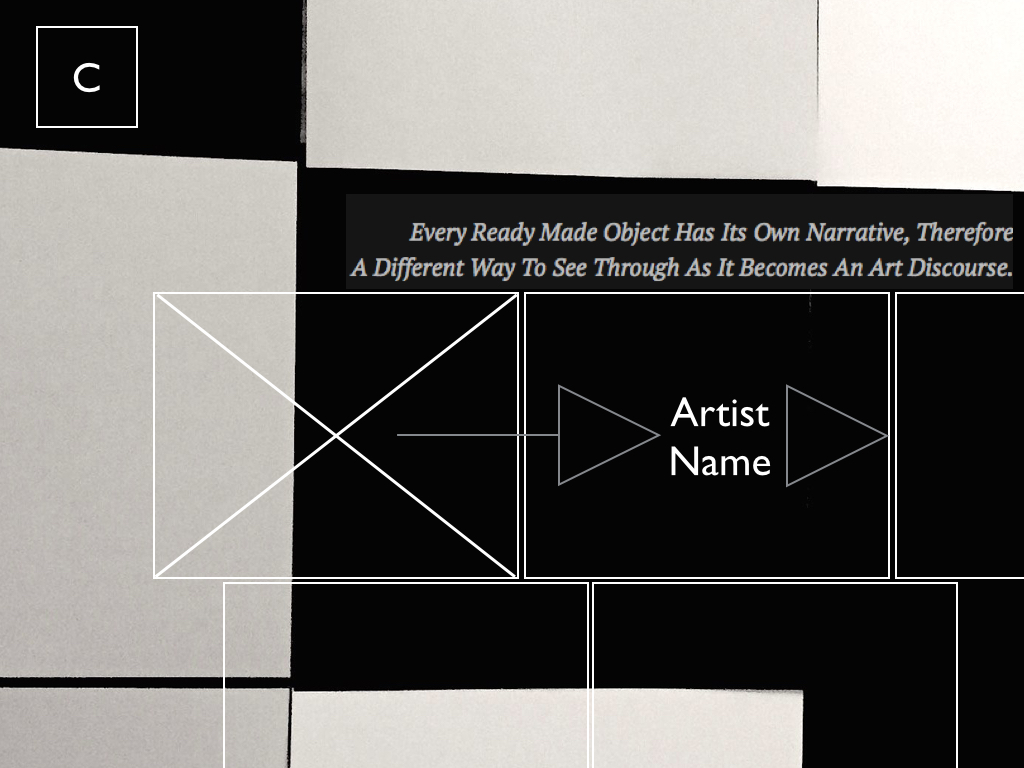 C
Every Ready Made Object Has Its Own Narrative, Therefore
A Different Way To See Through As It Becomes An Art Discourse.
Artist
Name